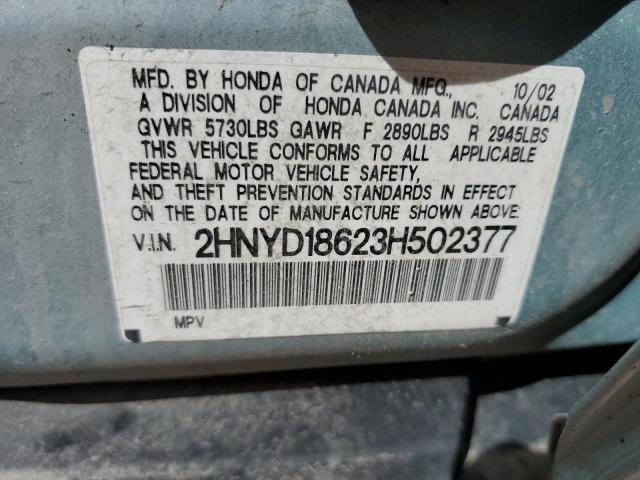 MFD. BY HONDA OF CANADA MFG., 10/02
A DIVISION OF HONDA CANADA INC. CANADA
GVWR 5730LBS GAWR F 2890LBS R 2945LBS
THIS VEHICLE CONFORMS TO ALL APPLICABLE
FEDERAL MOTOR VEHICLE SAFETY,
AND THEFT PREVENTION STANDARDS IN EFFECT
ON THE DATE OF MANUFACTURE SHOWN ABOVE.
V.I.N. 2HNYD18623H502377
MPV